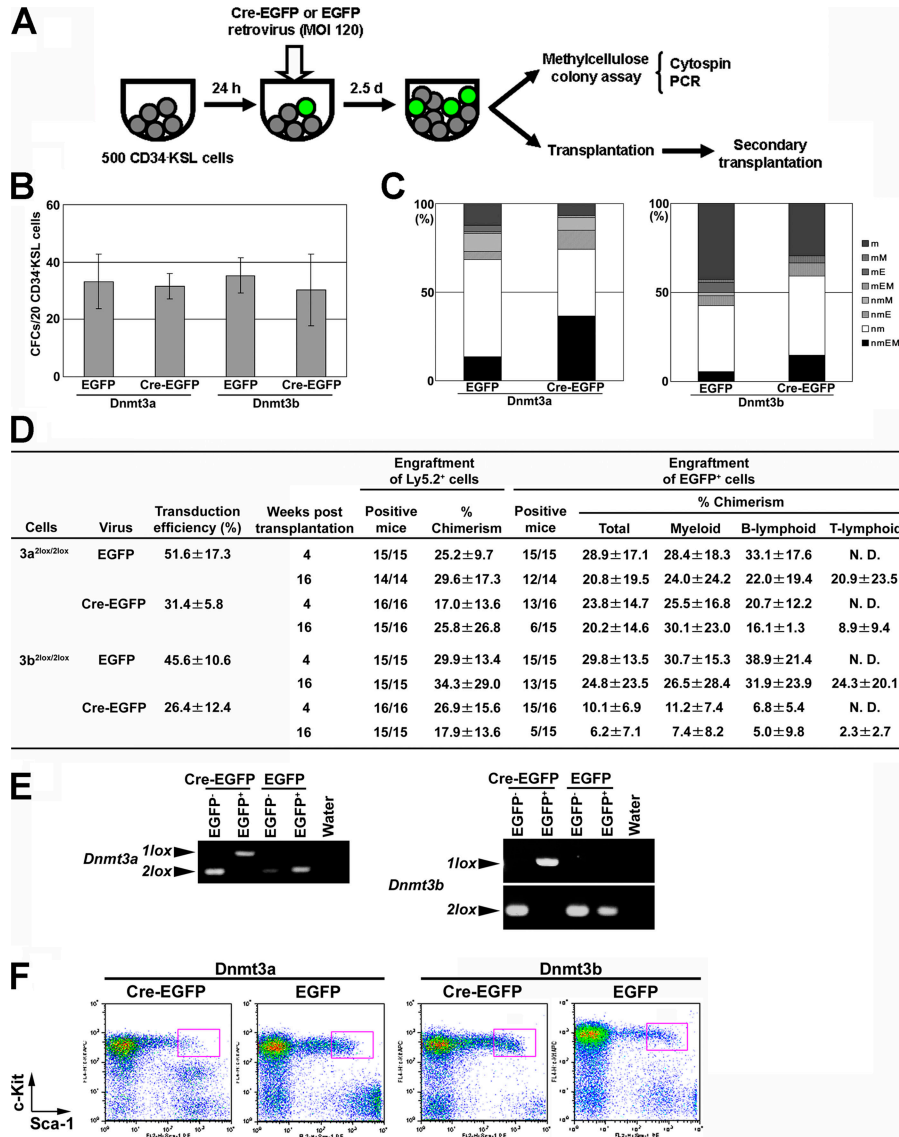 A
Cre-EGFP or EGFP
retrovirus (MOI 120)
24 h
2.5 d
500 CD34-KSL cells
Methylcellulose
colony assay
Cytospin
PCR
Transplantation
Secondary
transplantation
B
CFCs/20 CD34-KSL cells
60
40
20
0
EGFP Cre-EGFP EGFP Cre-EGFP
Dnmt3a Dnmt3b
C
100
(%)
50
0
EGFP Cre-EGFP
Dnmt3a
100
(%)
50
0
EGFP Cre-EGFP
Dnmt3b
m
mM
mE
mEM
nmM
nmE
nm
nmEM
D
Engraftment of Ly5.2+ cells Engraftment of EGFP+ cells
% Chimerism
Cells Virus Transduction efficiency (%) Weeks post transplantation Positive mice % Chimerism Positive mice Total Myeloid B-lymphoid T-lymphoid
3a2lox/2lox EGFP 51.6±17.3 4 15/15 25.2±9.7 15/15 28.9±17.1 28.4±18.3 33.1±17.6 N. D.
16 14/14 29.6±17.3 12/14 20.8±19.5 24.0±24.2 22.0±19.4 20.9±23.5
Cre-EGFP 31.4±5.8 4 16/16 17.0±13.6 13/16 23.8±14.7 25.5±16.8 20.7±12.2 N. D.
16 15/16 25.8±26.8 6/15 20.2±14.6 30.1±23.0 16.1±1.3 8.9±9.4
3b2lox/2lox EGFP 45.6±10.6 4 15/15 29.9±13.4 15/15 29.8±13.5 30.7±15.3 38.9±21.4 N. D.
16 15/15 34.3±29.0 13/15 24.8±23.5 26.5±28.4 31.9±23.9 24.3±20.1
Cre-EGFP 26.4±12.4 4 16/16 26.9±15.6 15/16 10.1±6.9 11.2±7.4 6.8±5.4 N. D.
16 15/15 17.9±13.6 5/15 6.2±7.1 7.4±8.2 5.0±9.8 2.3±2.7
E
Cre-EGFP EGFP
EGFP- EGFP+ EGFP- EGFP+ Water
Dnmt3a
1lox
2lox
Cre-EGFP EGFP
EGFP- EGFP+ EGFP- EGFP+ Water
Dnmt3b
1lox
2lox
F
Dnmt3a Dnmt3b
Cre-EGFP EGFP Cre-EGFP EGFP
c-Kit
Sca-1